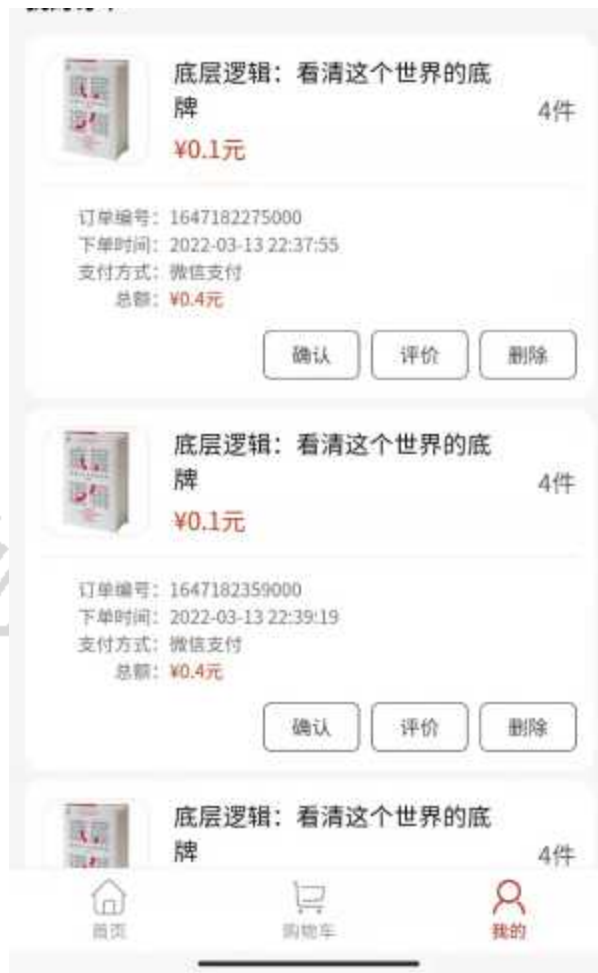 底层逻辑：看清这个世界的底
牌
4件
¥0.1元
订单编号：1647182275000
下单时间：2022-03-13 22:37:55
支付方式：微信支付
总额：¥0.4元
确认 评价 删除
底层逻辑：看清这个世界的底
牌
4件
¥0.1元
订单编号：1647182359000
下单时间：2022-03-13 22:39:19
支付方式：微信支付
总额：¥0.4元
确认 评价 删除
底层逻辑：看清这个世界的底
牌
4件
首页 购物车 我的